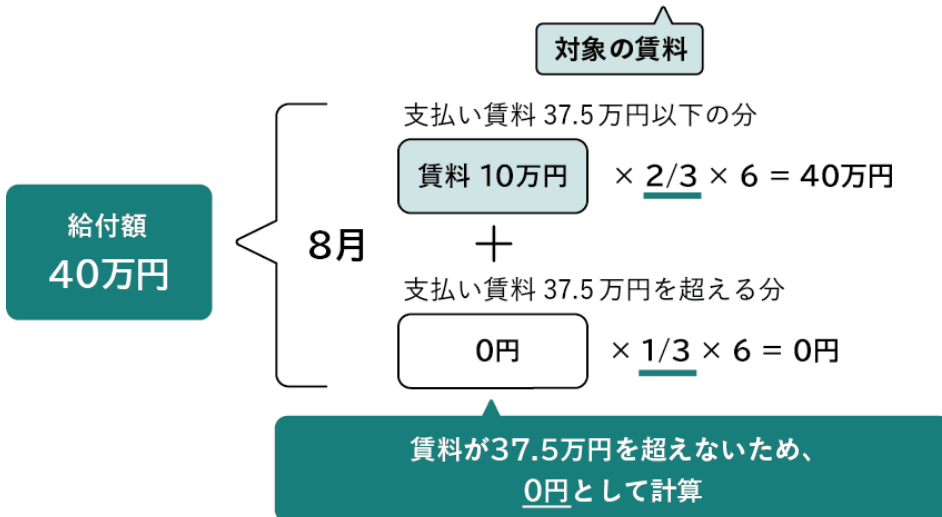 対象の賃料
支払い賃料 37.5万円以下の分
賃料 10万円 × 2/3 × 6 = 40万円
給付額
40万円
8月
+
支払い賃料 37.5万円を超える分
0円 × 1/3 × 6 = 0円
賃料が37.5万円を超えないため、
0円として計算